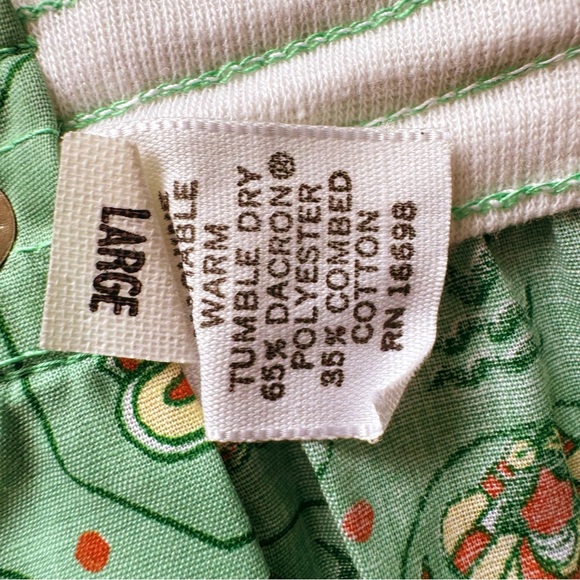 LARGE
WARM
TUMBLE DRY
65% DACRON®
POLYESTER
35% COMBED
COTTON
RN 16698